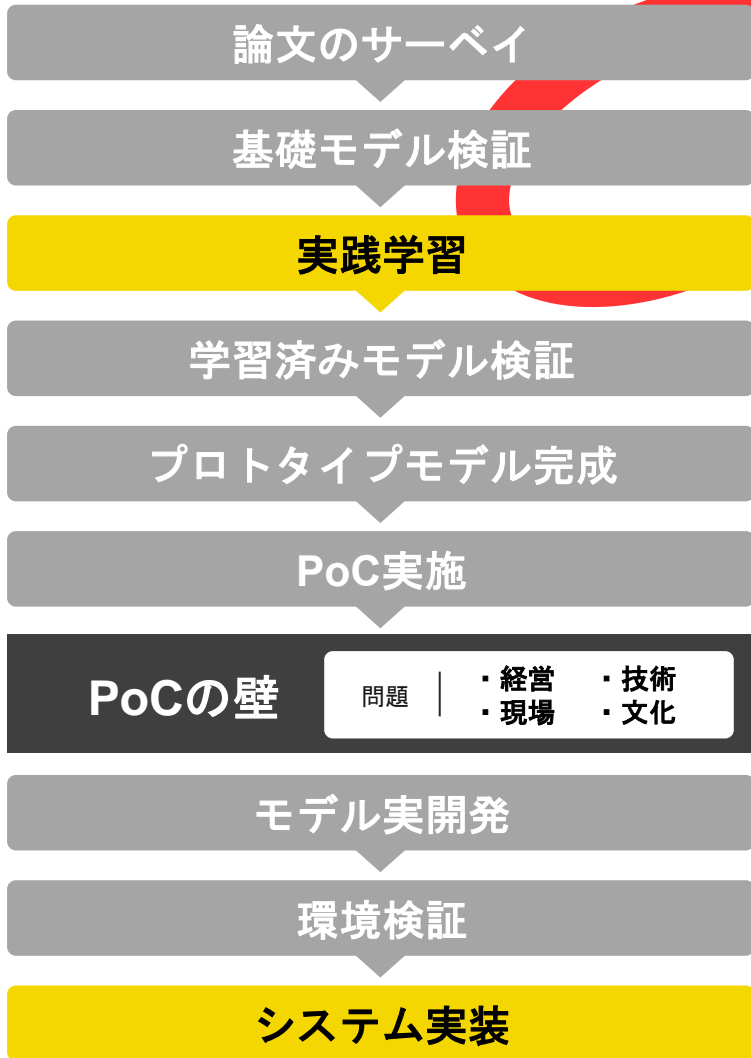 論文のサーベイ
基礎モデル検証
実践学習
学習済みモデル検証
プロトタイプモデル完成
PoC実施
PoCの壁
問題
・経営 ・技術
・現場 ・文化
モデル実開発
環境検証
システム実装